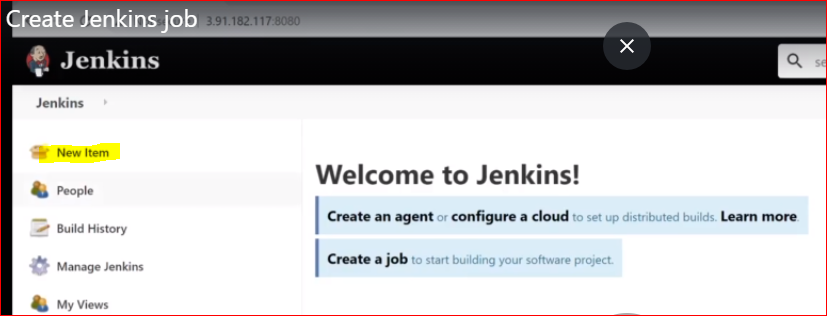 Create Jenkins job
3.91.182.117:8080
Jenkins
Jenkins
New Item
People
Build History
Manage Jenkins
My Views
Welcome to Jenkins!
Create an agent or configure a cloud to set up distributed builds. Learn more.
Create a job to start building your software project.